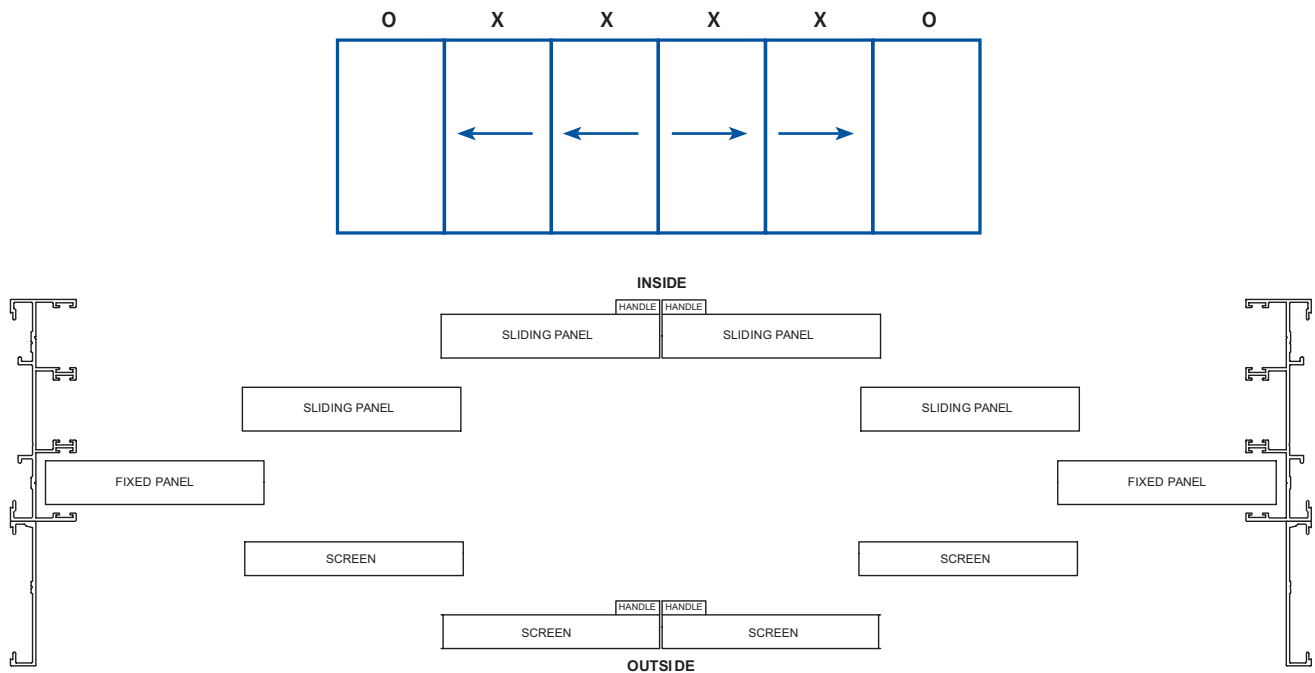 O X X X X O
INSIDE
HANDLE HANDLE
SLIDING PANEL SLIDING PANEL
SLIDING PANEL SLIDING PANEL
FIXED PANEL FIXED PANEL
SCREEN SCREEN
HANDLE HANDLE
SCREEN SCREEN
OUTSIDE